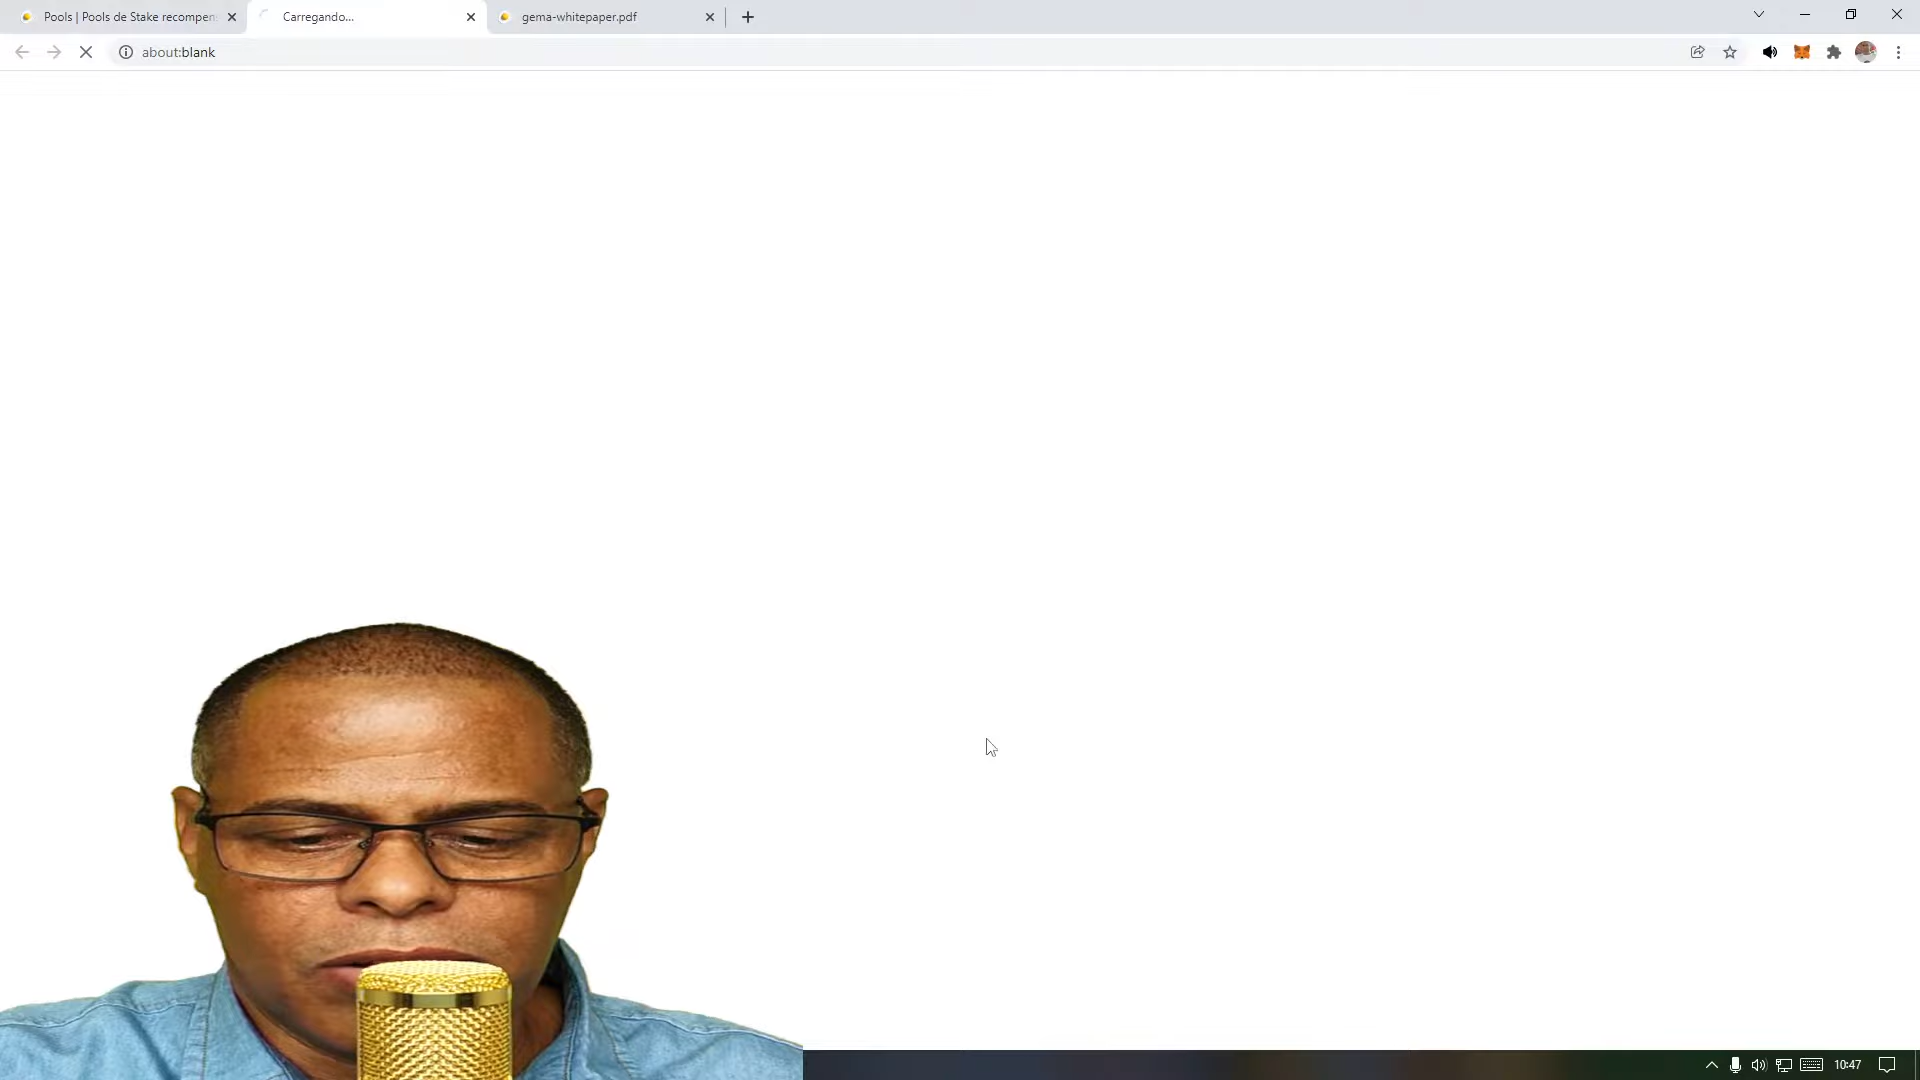 Pools | Pools de Stake recompen
Carregando...
gema-whitepaper.pdf
about:blank
10:47